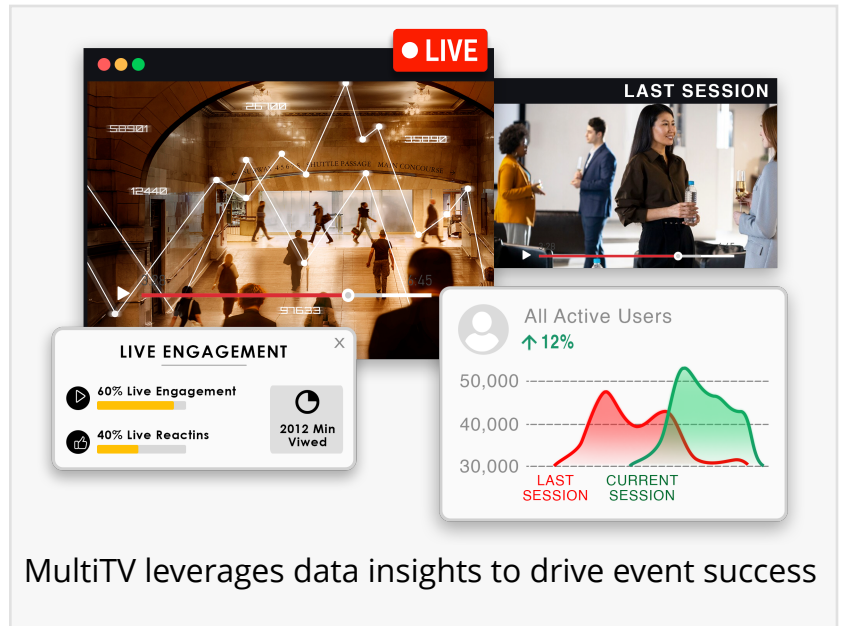 LIVE
LAST SESSION
26700
58901
35840
SHUTTLE PASSAGE MAIN CONCOURSE
12440
97633
LIVE ENGAGEMENT
X
60% Live Engagement
40% Live Reactins
2012 Min
Viwed
All Active Users
↑ 12%
50,000
40,000
30,000
LAST
SESSION
CURRENT
SESSION
MultiTV leverages data insights to drive event success